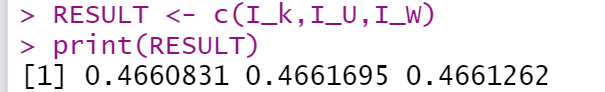 > RESULT <- c(I_k,I_U,I_W)
> print(RESULT)
[1] 0.4660831 0.4661695 0.4661262